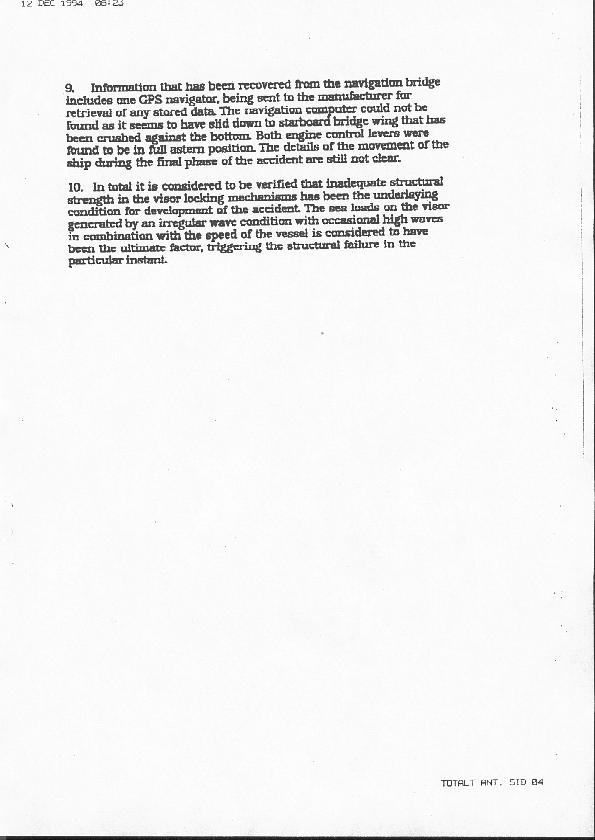 12 DEC 1994 08:23
9. Information that has been recovered from the navigation bridge
includes one GPS navigator, being sent to the manufacturer for
retrieval of any stored data. The navigation computer could not be
found as it seems to have slid down to starboard bridge wing that has
been crushed against the bottom. Both engine control levers were
found to be in full astern position. The details of the movement of the
ship during the final phase of the accident are still not clear.
10. In total it is considered to be verified that inadequate structural
strength in the visor locking mechanisms has been the underlaying
condition for development of the accident. The sea loads on the visor
generated by an irregular wave condition with occasional high waves
in combination with the speed of the vessel is considered to have
been the ultimate factor, triggering the structural failure in the
particular instant.
TOTALT ANT. SID 04